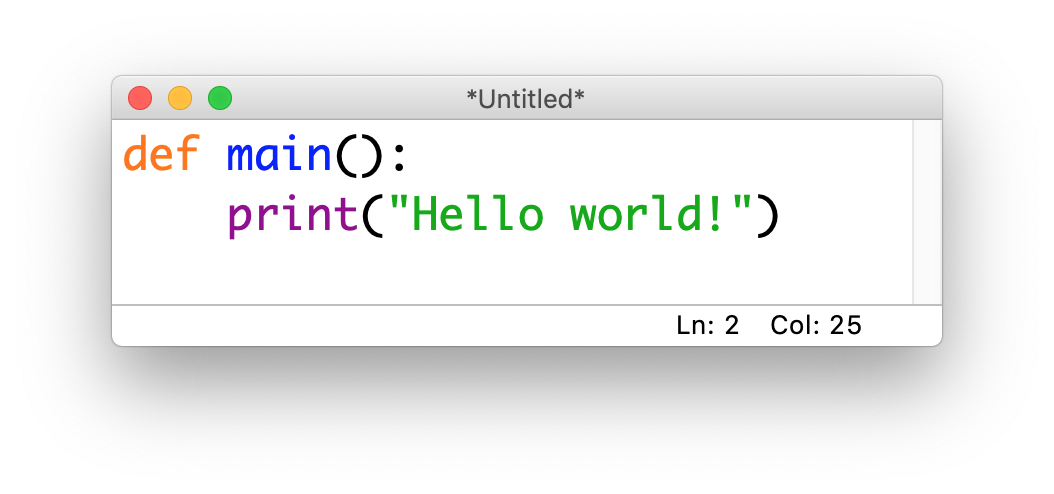 *Untitled*
def main():
    print("Hello world!")
Ln: 2 Col: 25